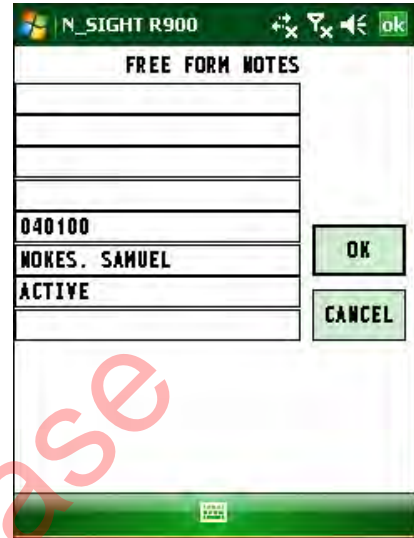 N_SIGHT R900
ok
FREE FORM NOTES
040100
NOKES. SAMUEL
ACTIVE
OK
CANCEL
ase